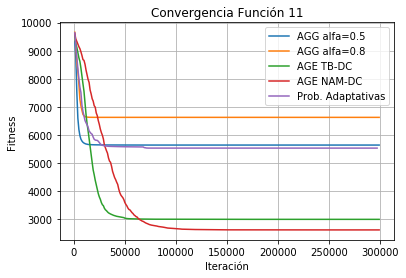 Convergencia Función 11
Fitness
10000
9000
8000
7000
6000
5000
4000
3000
AGG alfa=0.5
AGG alfa=0.8
AGE TB-DC
AGE NAM-DC
Prob. Adaptativas
0 50000 100000 150000 200000 250000 300000
Iteración